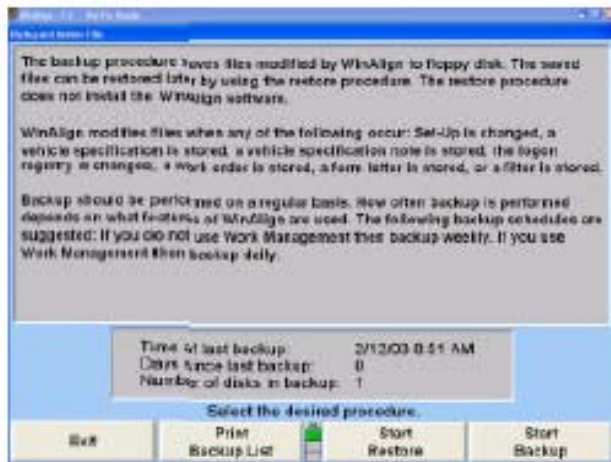 The backup procedure saves files modified by WinAlign to floppy disk. The saved
files can be restored later by using the restore procedure. The restore procedure
does not install the WinAlign software.
WinAlign modifies files when any of the following occur: Set-Up is changed, a
vehicle specification is stored, a vehicle specification note is stored, the logon
registry is changed, a work order is stored, a form letter is stored, or a filter is stored.
Backup should be performed on a regular basis. How often backup is performed
depends on what features of WinAlign are used. The following backup schedules are
suggested: If you do not use Work Management then backup weekly. If you use
Work Management then backup daily.
Time at last backup: 2/12/03 8:51 AM
Days since last backup: 0
Number of disks in backup: 1
Select the desired procedure.
Exit
Print Backup List
Start Restore
Start Backup